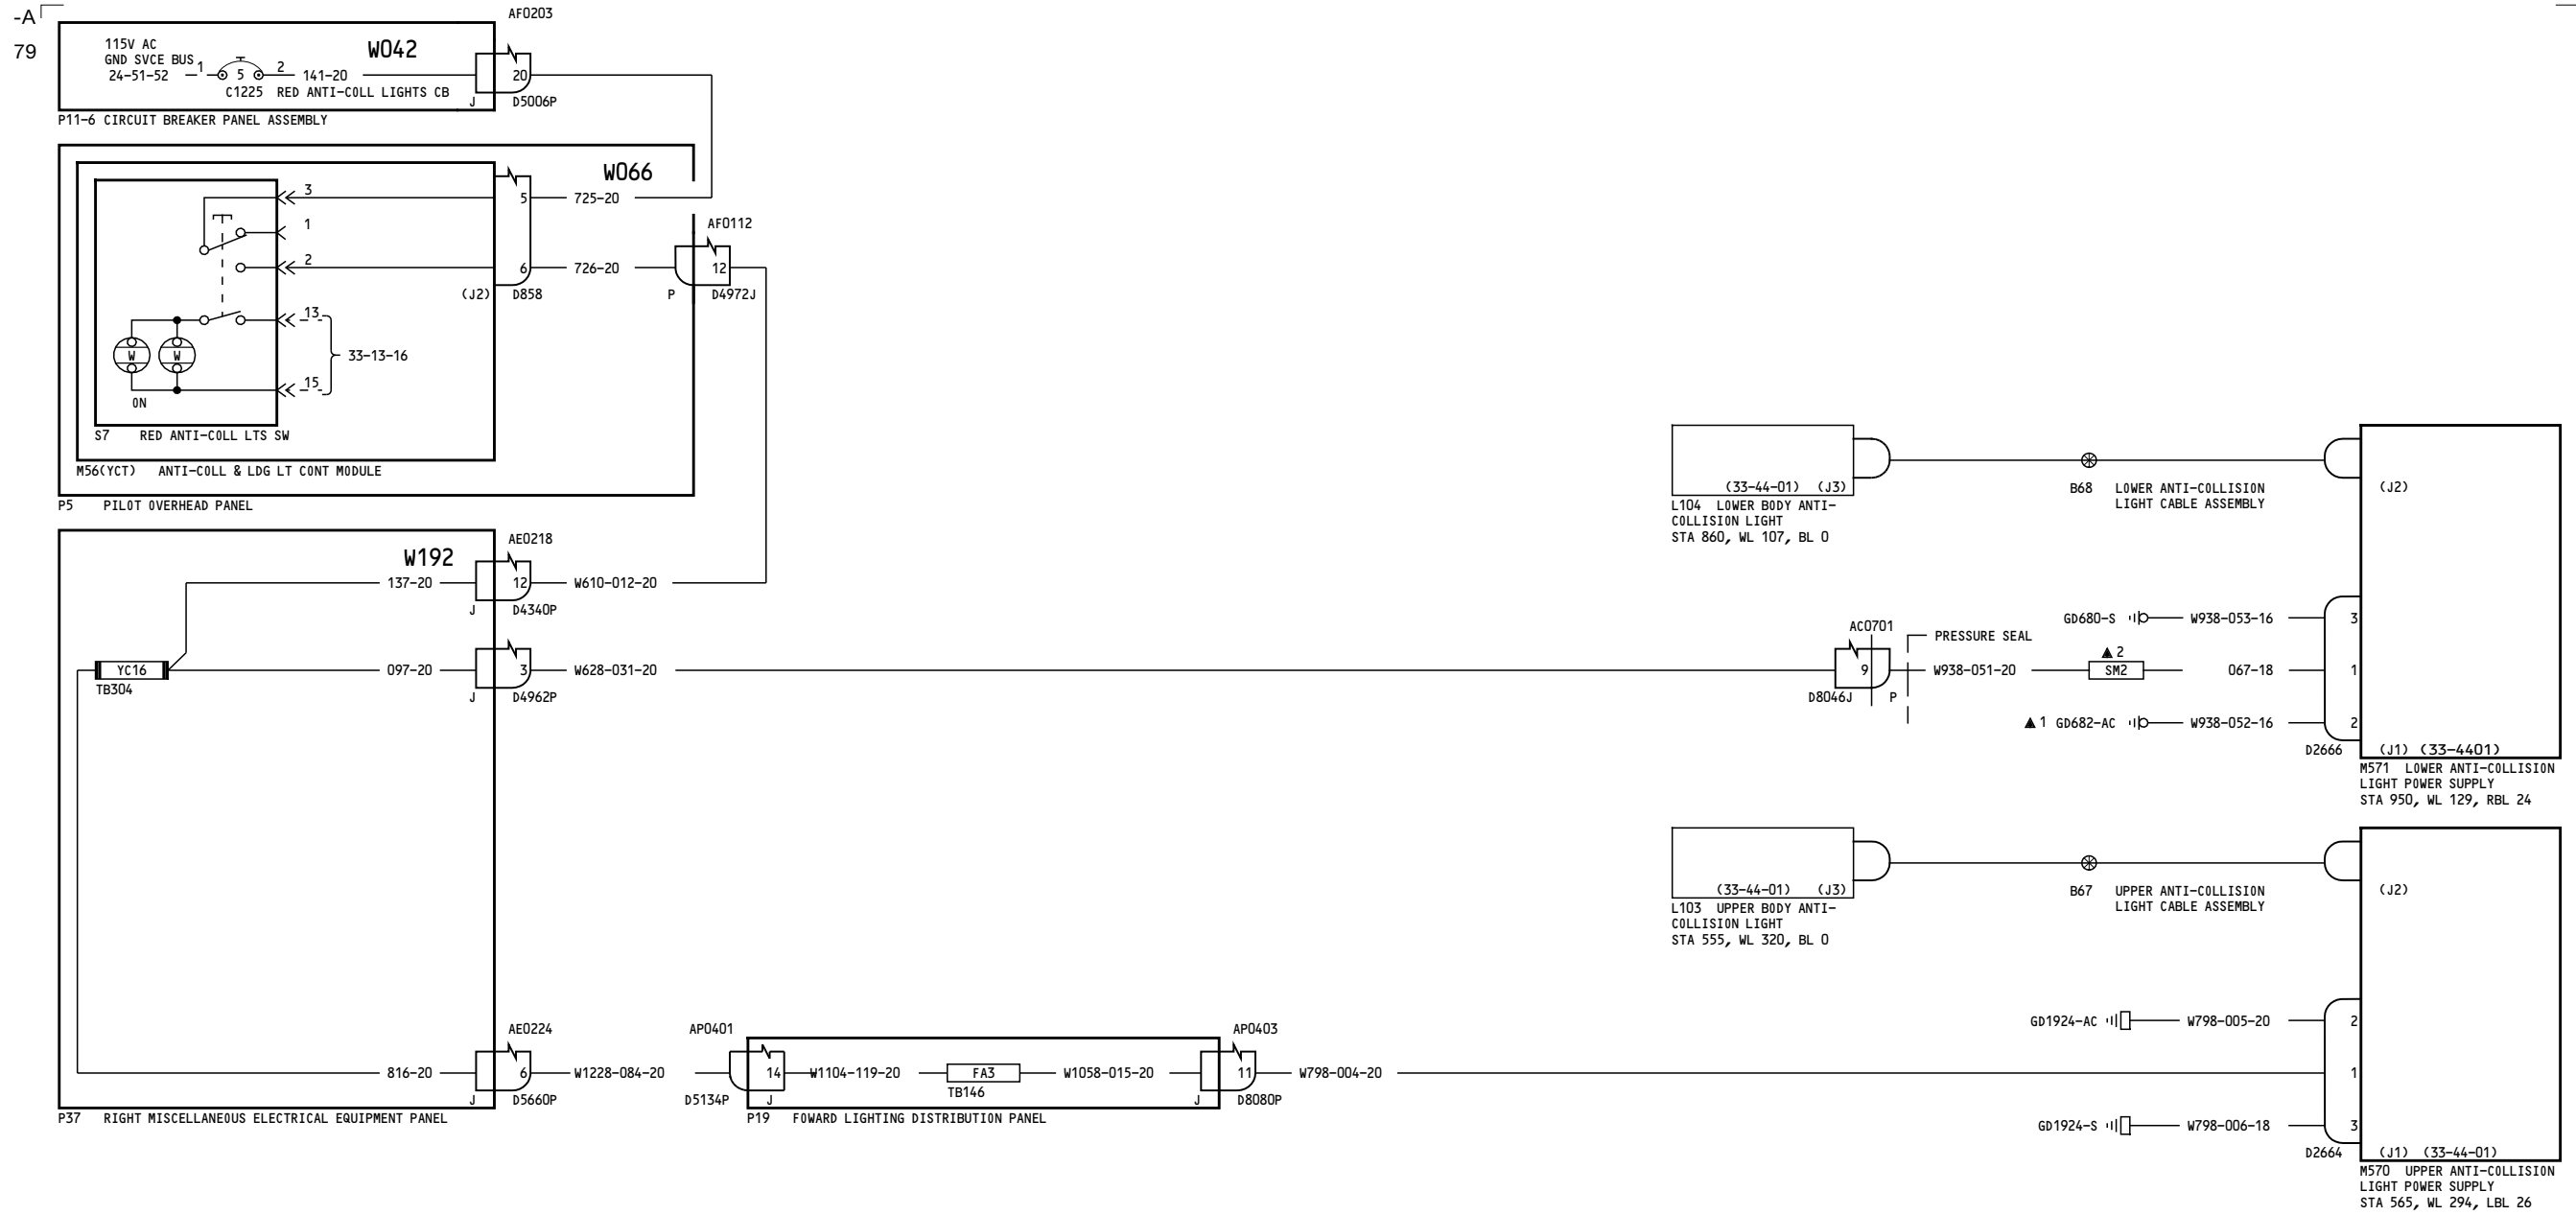 -A
79
AF0203
115V AC
GND SVCE BUS
24-51-52
1
5
2
141-20
W042
C1225 RED ANTI-COLL LIGHTS CB
20
J
D5006P
P11-6 CIRCUIT BREAKER PANEL ASSEMBLY
W066
3
5
725-20
1
AF0112
2
6
726-20
12
(J2)
D858
P
D4972J
13
W
W
33-13-16
15
ON
S7 RED ANTI-COLL LTS SW
M56(YCT) ANTI-COLL & LDG LT CONT MODULE
P5 PILOT OVERHEAD PANEL
(33-44-01) (J3)
L104 LOWER BODY ANTI-
COLLISION LIGHT
STA 860, WL 107, BL 0
B68 LOWER ANTI-COLLISION
LIGHT CABLE ASSEMBLY
(J2)
W192
AE0218
137-20
12
W610-012-20
J
D4340P
YC16
TB304
097-20
3
W628-031-20
J
D4962P
AC0701
PRESSURE SEAL
9
D8046J
P
W938-051-20
2
SM2
067-18
1
GD680-S
W938-053-16
3
1 GD682-AC
W938-052-16
2
D2666
(J1) (33-4401)
M571 LOWER ANTI-COLLISION
LIGHT POWER SUPPLY
STA 950, WL 129, RBL 24
(33-44-01) (J3)
L103 UPPER BODY ANTI-
COLLISION LIGHT
STA 555, WL 320, BL 0
B67 UPPER ANTI-COLLISION
LIGHT CABLE ASSEMBLY
(J2)
AE0224
816-20
6
W1228-084-20
J
D5660P
P37 RIGHT MISCELLANEOUS ELECTRICAL EQUIPMENT PANEL
AP0401
14
W1104-119-20
FA3
TB146
W1058-015-20
D5134P
J
J
P19 FOWARD LIGHTING DISTRIBUTION PANEL
AP0403
11
W798-004-20
D8080P
GD1924-AC
W798-005-20
2
1
GD1924-S
W798-006-18
3
D2664
(J1) (33-44-01)
M570 UPPER ANTI-COLLISION
LIGHT POWER SUPPLY
STA 565, WL 294, LBL 26